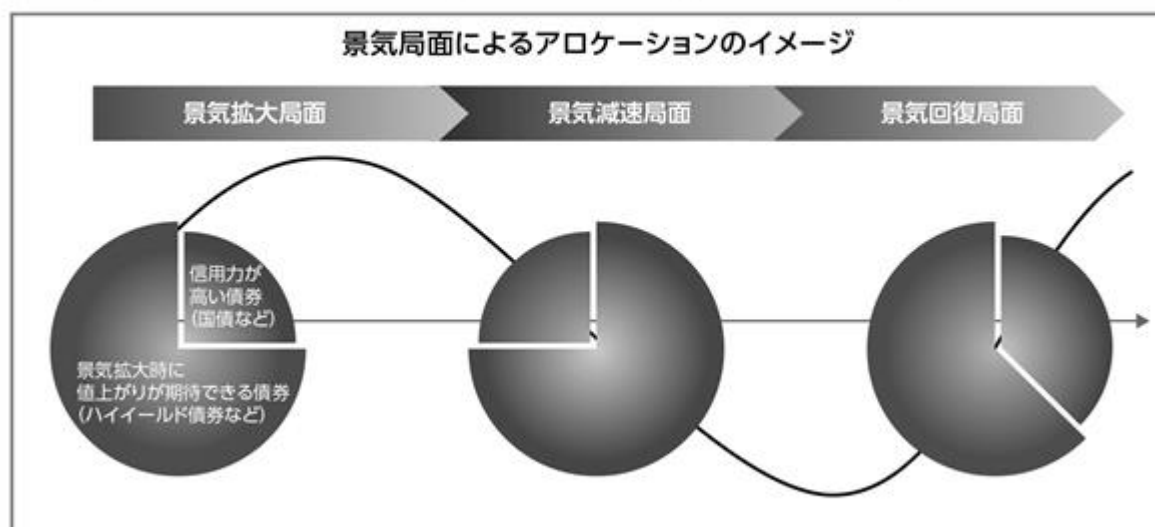 景気局面によるアロケーションのイメージ
景気拡大局面
景気減速局面
景気回復局面
信用力が
高い債券
(国債など)
景気拡大時に
値上がりが期待できる債券
(ハイイールド債券など)